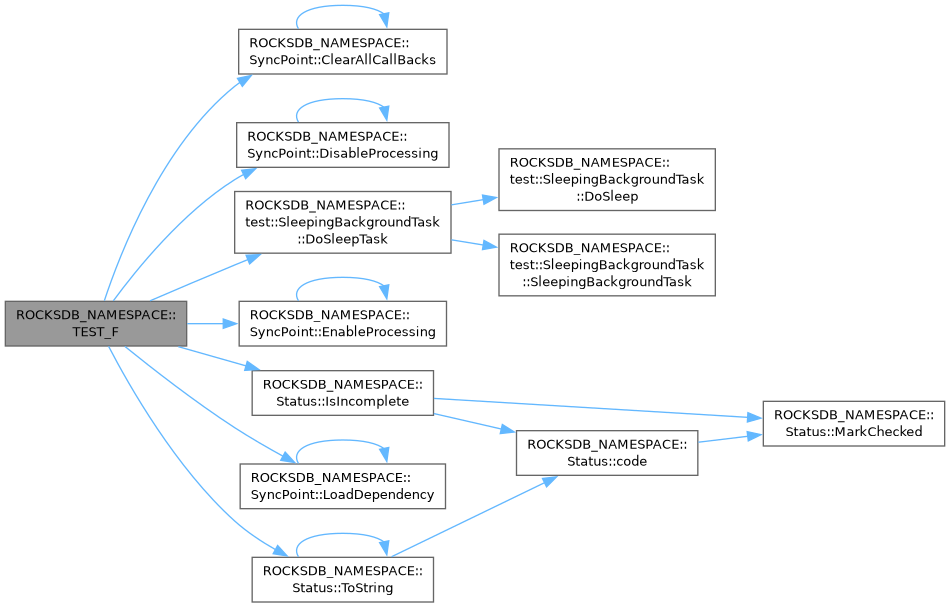 ROCKSDB_NAMESPACE::
SyncPoint::ClearAllCallBacks
ROCKSDB_NAMESPACE::
SyncPoint::DisableProcessing
ROCKSDB_NAMESPACE::
test::SleepingBackgroundTask
::DoSleep
ROCKSDB_NAMESPACE::
test::SleepingBackgroundTask
::DoSleepTask
ROCKSDB_NAMESPACE::
test::SleepingBackgroundTask
::SleepingBackgroundTask
ROCKSDB_NAMESPACE::
TEST_F
ROCKSDB_NAMESPACE::
SyncPoint::EnableProcessing
ROCKSDB_NAMESPACE::
Status::IsIncomplete
ROCKSDB_NAMESPACE::
Status::MarkChecked
ROCKSDB_NAMESPACE::
Status::code
ROCKSDB_NAMESPACE::
SyncPoint::LoadDependency
ROCKSDB_NAMESPACE::
Status::ToString